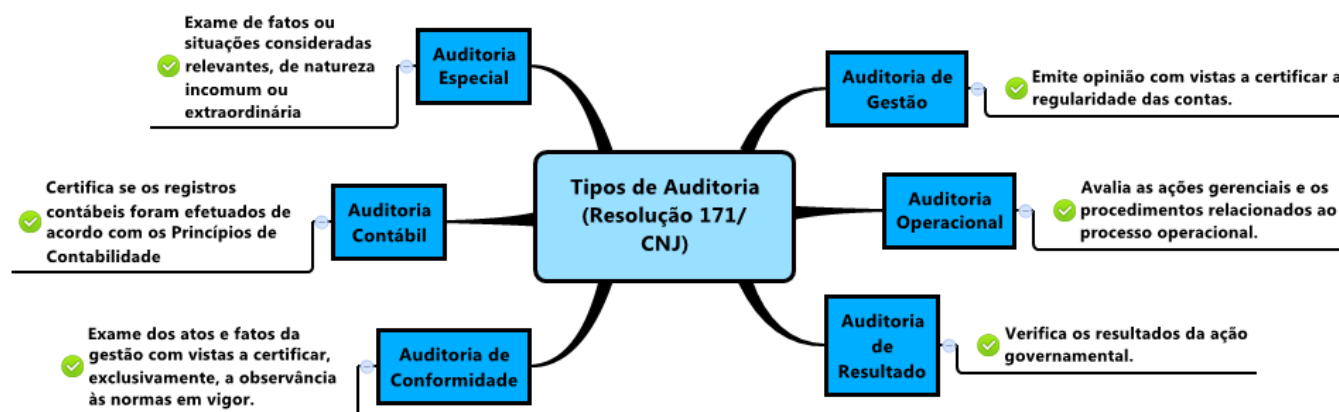 Tipos de Auditoria
(Resolução 171/
CNJ)
Auditoria
Especial
Exame de fatos ou
situações consideradas
relevantes, de natureza
incomum ou
extraordinária
Auditoria
Contábil
Certifica se os registros
contábeis foram efetuados de
acordo com os Princípios de
Contabilidade
Auditoria de
Conformidade
Exame dos atos e fatos da
gestão com vistas a certificar,
exclusivamente, a observância
às normas em vigor.
Auditoria de
Gestão
Emite opinião com vistas a certificar a
regularidade das contas.
Auditoria
Operacional
Avalia as ações gerenciais e os
procedimentos relacionados ao
processo operacional.
Auditoria
de
Resultado
Verifica os resultados da ação
governamental.